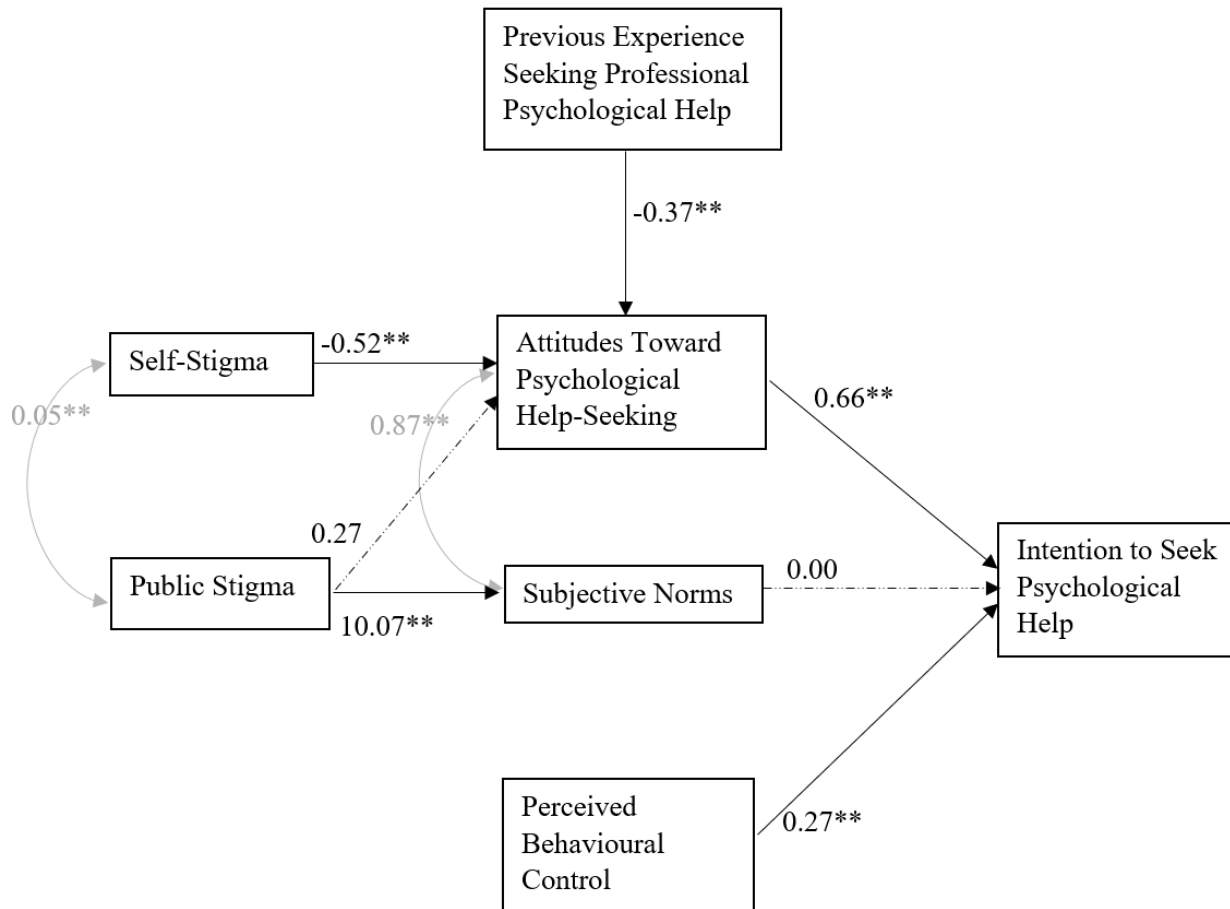 Previous Experience
Seeking Professional
Psychological Help
-0.37**
Self-Stigma
-0.52**
Attitudes Toward
Psychological
Help-Seeking
0.66**
0.05**
0.87**
0.27
Public Stigma
10.07**
Subjective Norms
0.00
Intention to Seek
Psychological
Help
Perceived
Behavioural
Control
0.27**